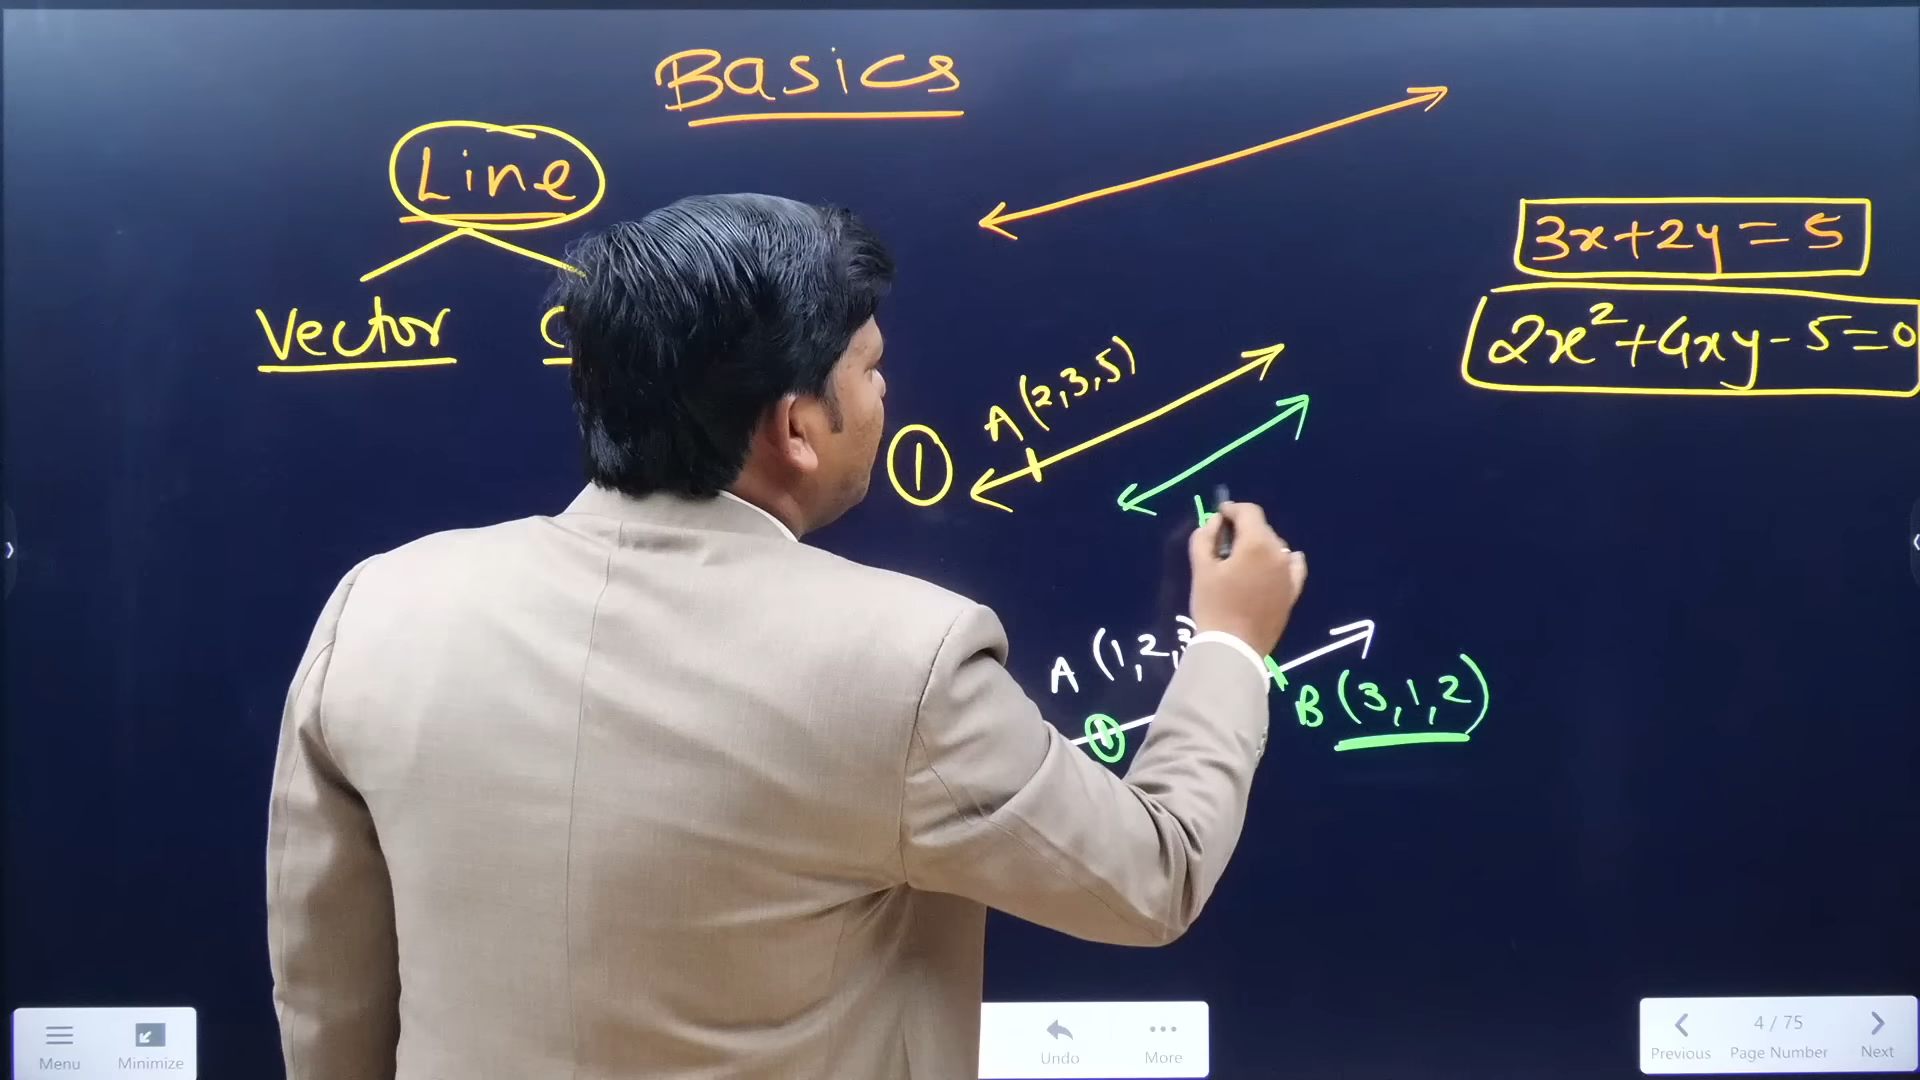 Basics
Line
Vector
3x+2y=5
2x²+4xy-5=0
① A(2,3,5)
b
A (1,2,
B (3,1,2)
Menu
Minimize
Undo
More
Previous
4 / 75
Page Number
Next